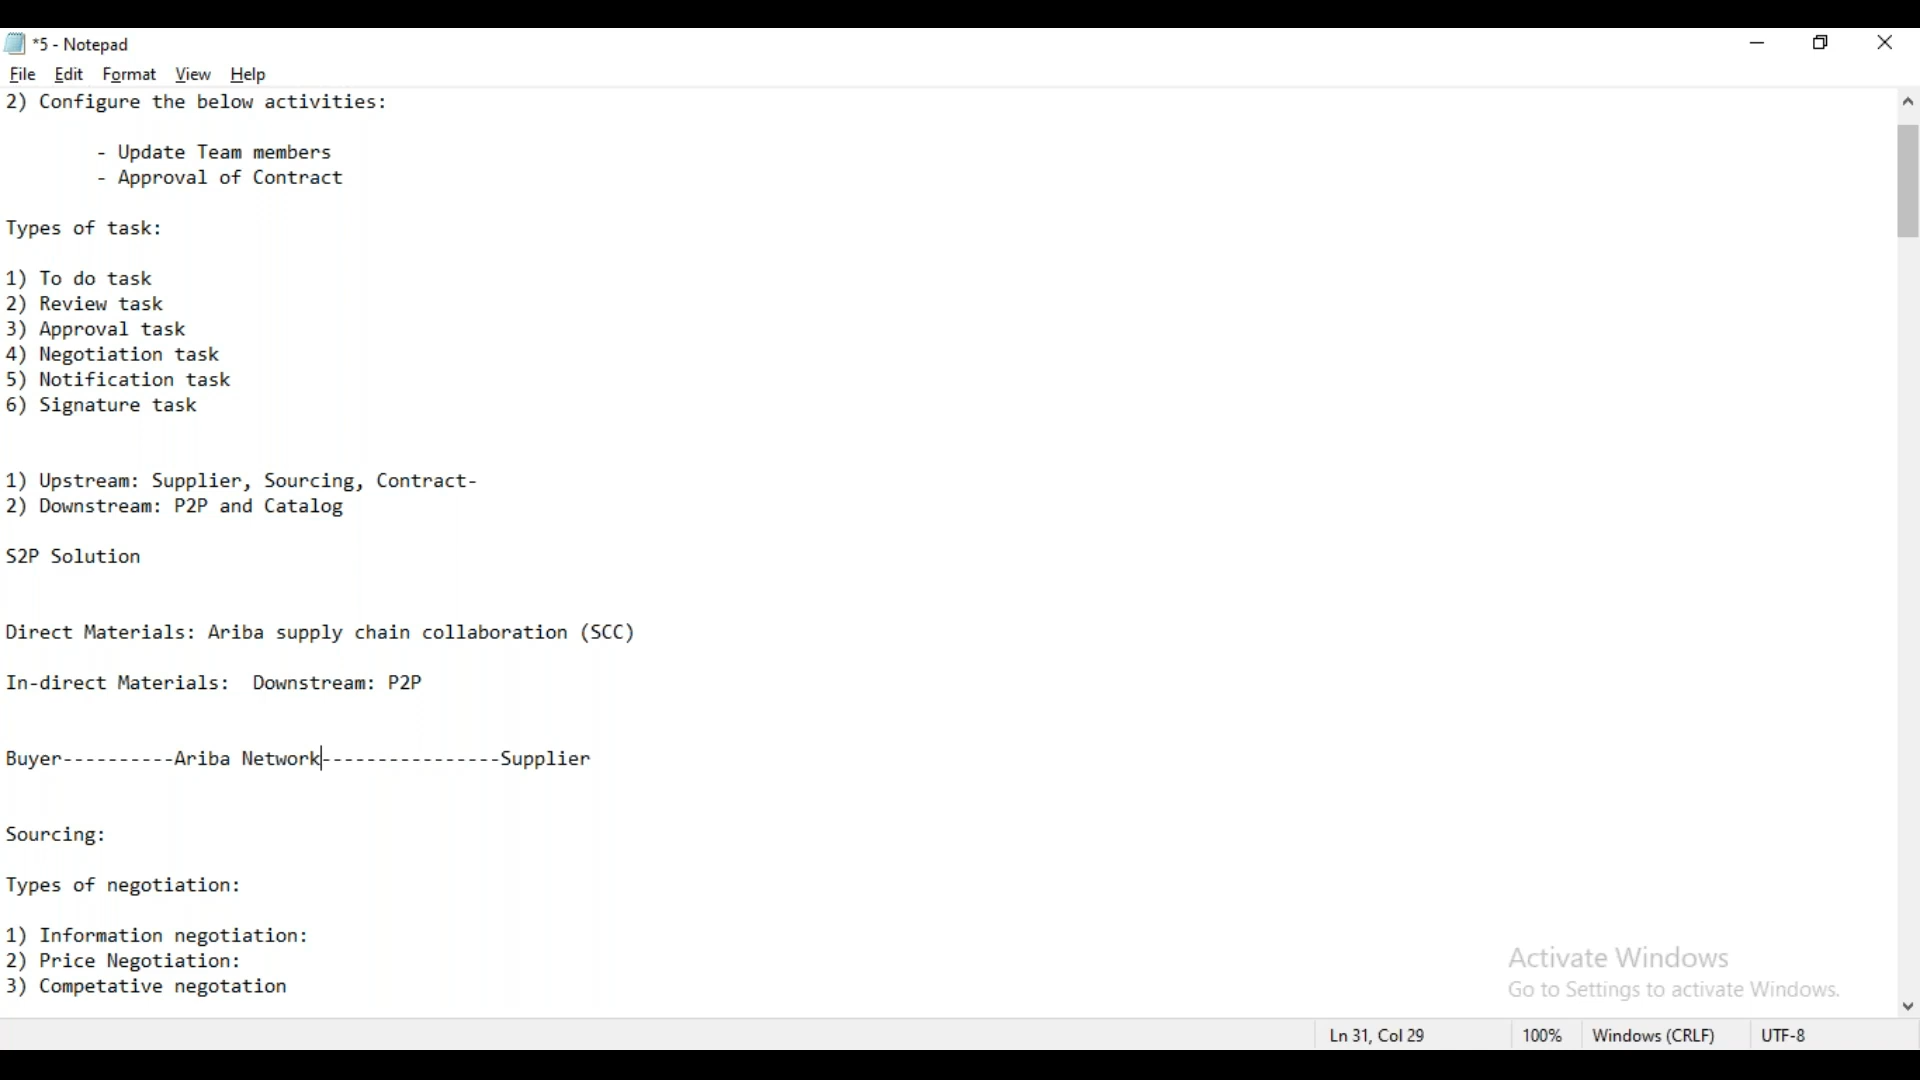 *5 - Notepad
File Edit Format View Help
2) Configure the below activities:
- Update Team members
- Approval of Contract
Types of task:
1) To do task
2) Review task
3) Approval task
4) Negotiation task
5) Notification task
6) Signature task
1) Upstream: Supplier, Sourcing, Contract-
2) Downstream: P2P and Catalog
S2P Solution
Direct Materials: Ariba supply chain collaboration (SCC)
In-direct Materials:  Downstream: P2P
Buyer----------Ariba Network----------------Supplier
Sourcing:
Types of negotiation:
1) Information negotiation:
2) Price Negotiation:
3) Competative negotation
Activate Windows
Go to Settings to activate Windows.
Ln 31, Col 29 100% Windows (CRLF) UTF-8